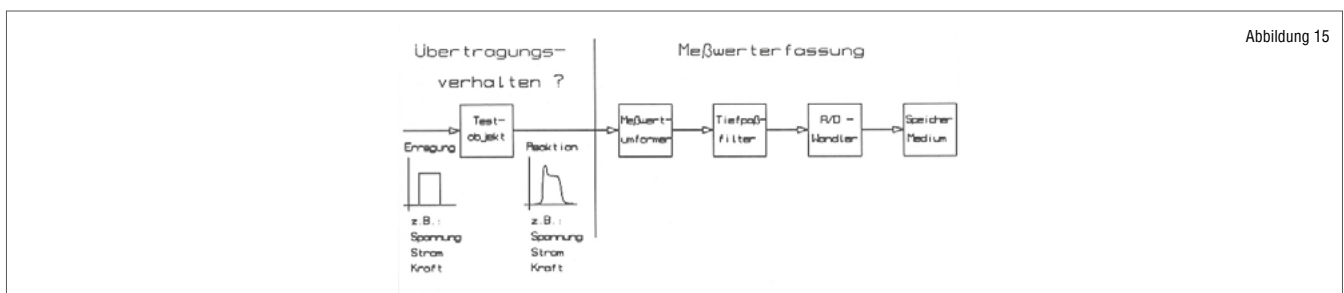 Abbildung 15
Übertragungs-
verhalten ?
Meßwerterfassung
Test-
objekt
Meßwert-
umformer
Tiefpaß-
filter
A/D -
Wandler
Speicher
Medium
Erregung
Reaktion
z.B.:
Spannung
Strom
Kraft
z.B.:
Spannung
Strom
Kraft